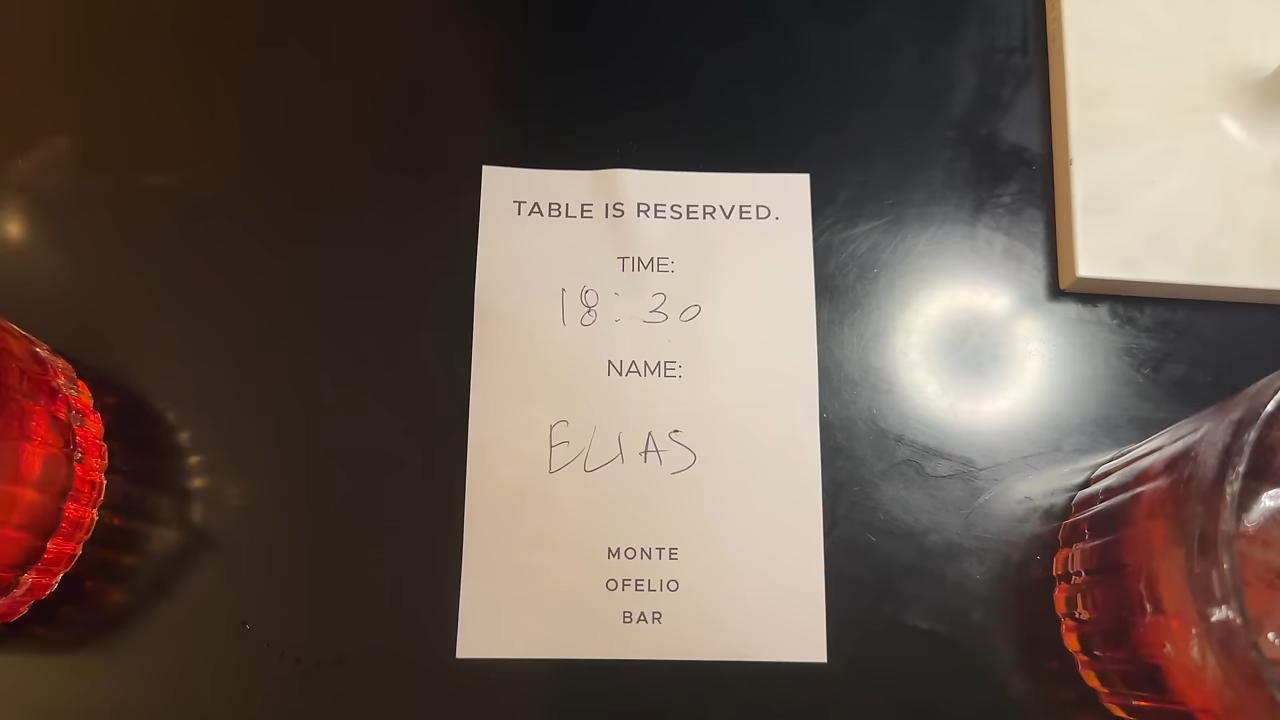 TABLE IS RESERVED.
TIME:
18:30
NAME:
ELIAS
MONTE
OFELIO
BAR